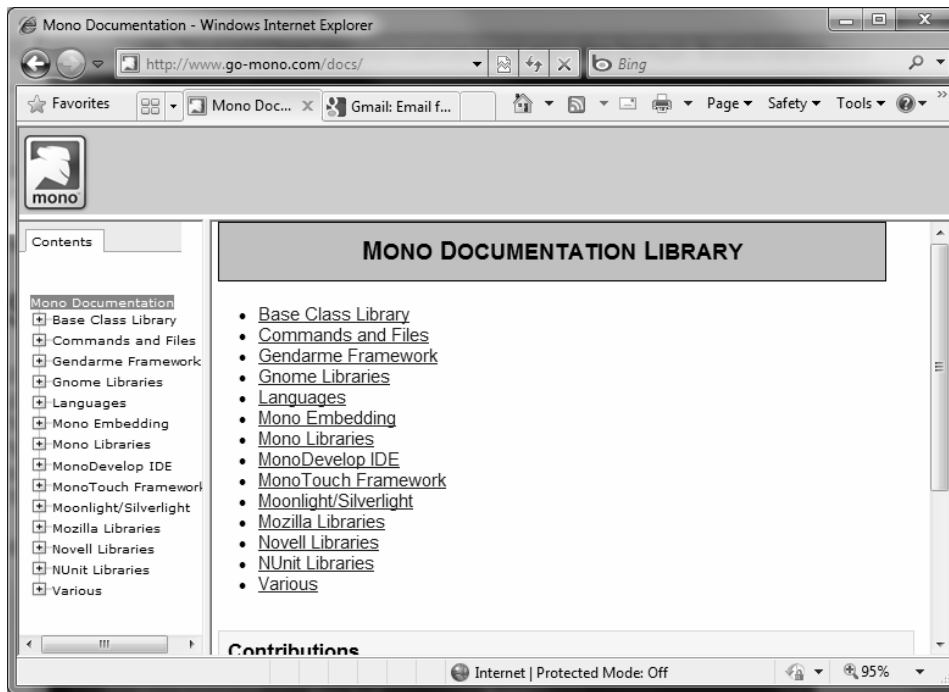 Mono Documentation - Windows Internet Explorer
http://www.go-mono.com/docs/
Bing
Favorites
Mono Doc...
Gmail: Email f...
Page
Safety
Tools
mono
Contents
Mono Documentation
Base Class Library
Commands and Files
Gendarme Framework
Gnome Libraries
Languages
Mono Embedding
Mono Libraries
MonoDevelop IDE
MonoTouch Framework
Moonlight/Silverlight
Mozilla Libraries
Novell Libraries
NUnit Libraries
Various
MONO DOCUMENTATION LIBRARY
Base Class Library
Commands and Files
Gendarme Framework
Gnome Libraries
Languages
Mono Embedding
Mono Libraries
MonoDevelop IDE
MonoTouch Framework
Moonlight/Silverlight
Mozilla Libraries
Novell Libraries
NUnit Libraries
Various
Contributions
Internet | Protected Mode: Off
95%